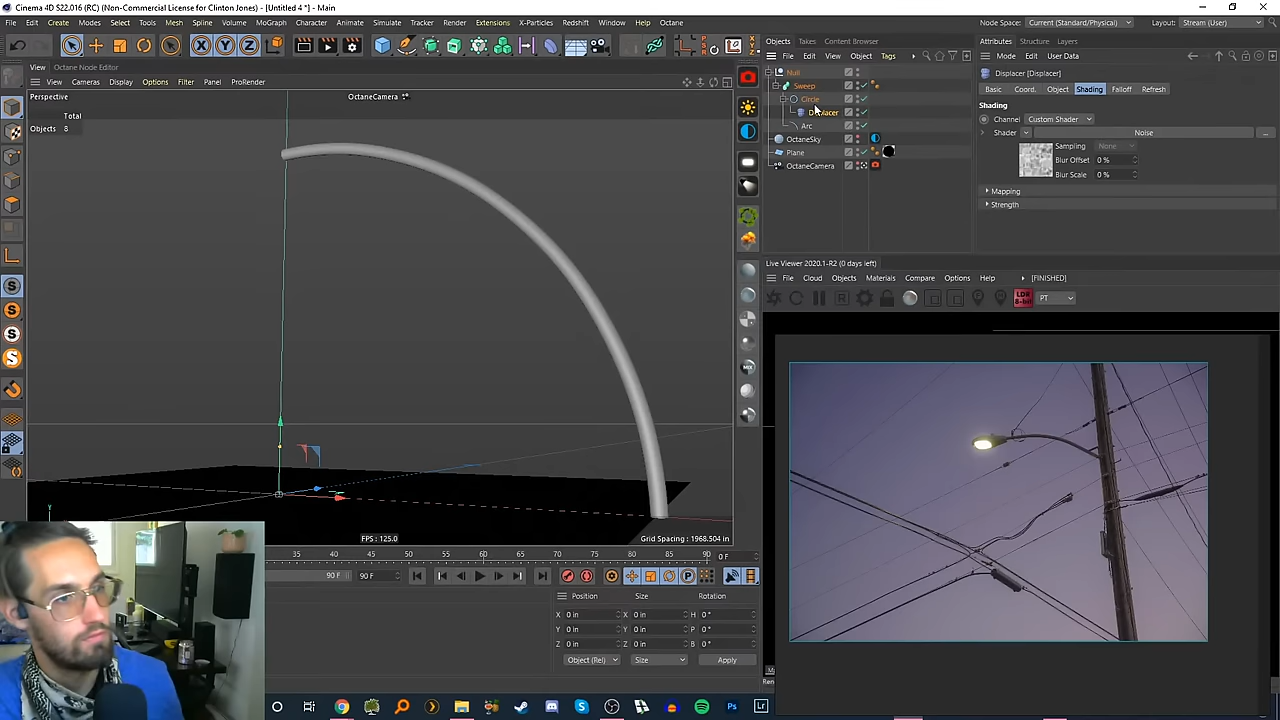 Cinema 4D S22.016 (RC) (Non-Commercial License for Clinton Jones) - [Untitled 4 *] - Main
File Edit Create Modes Select Tools Mesh Spline Volume MoGraph Character Animate Simulate Tracker Render Extensions X-Particles Redshift Window Help Octane
Node Space: Current (Standard/Physical) Layout: Stream (User)
View Octane Node Editor
View Cameras Display Options Filter Panel ProRender
Perspective
OctaneCamera
Total
Objects 8
FPS : 125.0
Grid Spacing : 1968.504 in
Objects Takes Content Browser
File Edit View Object Tags
Null
Sweep
Circle
Displacer
Arc
OctaneSky
Plane
OctaneCamera
Attributes Structure Layers
Mode Edit User Data
Displacer [Displacer]
Basic Coord. Object Shading Falloff Refresh
Shading
Channel Custom Shader
Shader Noise ...
Sampling None
Blur Offset 0 %
Blur Scale 0 %
Mapping
Strength
Live Viewer 2020.1-R2 (0 days left)
File Cloud Objects Materials Compare Options Help [FINISHED]
LDR 8-bit
PT
35 40 45 50 55 60 65 70 75 80 85 90 0 F
90 F 90 F
Position Size Rotation
X 0 in X 0 in H 0 °
Y 0 in Y 0 in P 0 °
Z 0 in Z 0 in B 0 °
Object (Rel) Size Apply